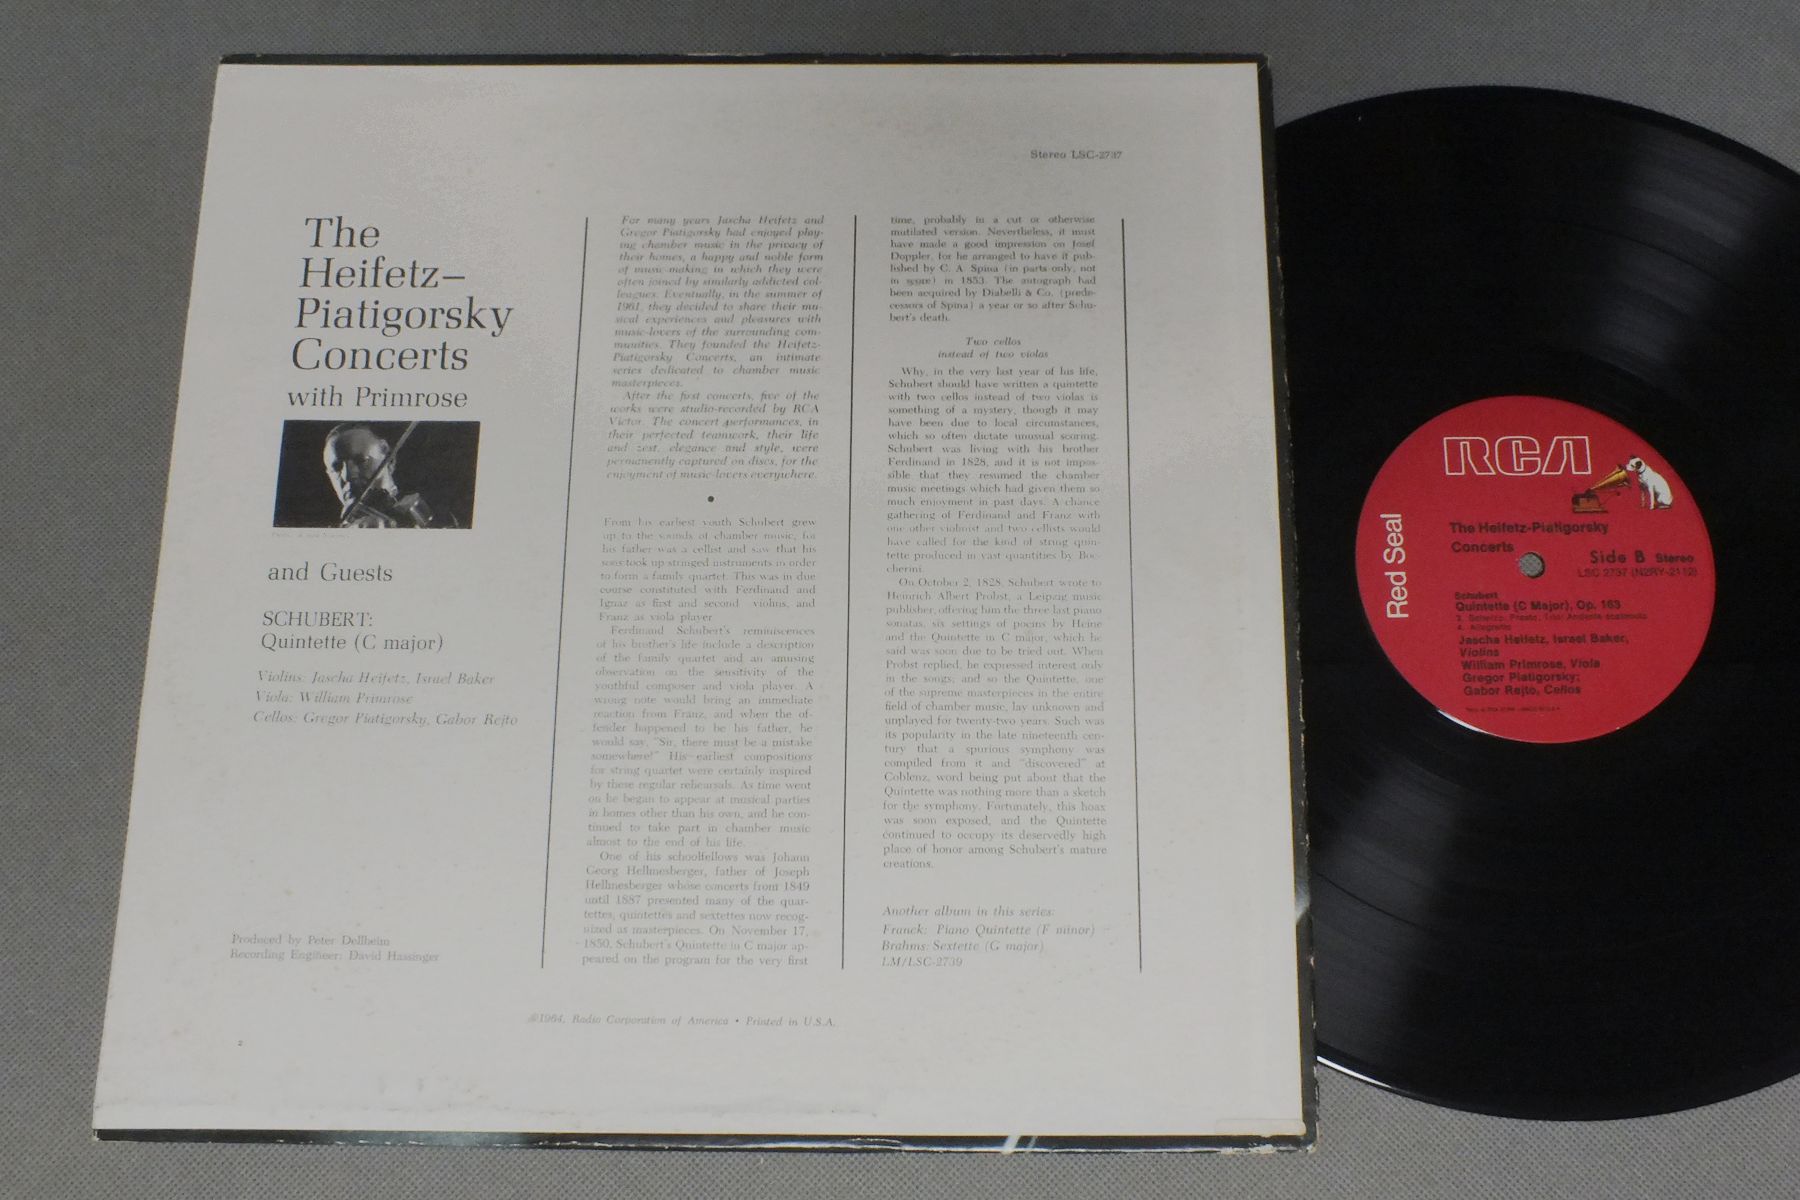 Stereo LSC-2737
The
Heifetz–
Piatigorsky
Concerts
with Primrose
and Guests
SCHUBERT:
Quintette (C major)
Violins: Jascha Heifetz, Israel Baker
Viola: William Primrose
Cellos: Gregor Piatigorsky, Gabor Rejto
Produced by Peter Dellheim
Recording Engineer: David Hassinger
For many years Jascha Heifetz and
Gregor Piatigorsky had enjoyed play-
ing chamber music in the privacy of
their homes, a happy and noble form
of music-making in which they were
often joined by similarly addicted col-
leagues. Eventually, in the summer of
1961, they decided to share their mu-
sical experiences and pleasures with
music-lovers of the surrounding com-
munities. They founded the Heifetz-
Piatigorsky Concerts, an intimate
series dedicated to chamber music
masterpieces.
After the first concerts, five of the
works were studio-recorded by RCA
Victor. The concert performances, in
their perfected teamwork, their life
and zest, elegance and style, were
permanently captured on discs, for the
enjoyment of music-lovers everywhere.
•
From his earliest youth Schubert grew
up to the sounds of chamber music, for
his father was a cellist and saw that his
sons took up stringed instruments in order
to form a family quartet. This was in due
course constituted with Ferdinand and
Ignaz as first and second violins, and
Franz as viola player.
Ferdinand Schubert's reminiscences
of his brother's life include a description
of the family quartet and an amusing
observation on the sensitivity of the
youthful composer and viola player. A
wrong note would bring an immediate
reaction from Franz, and when the of-
fender happened to be his father, he
would say, "Sir, there must be a mistake
somewhere!" His earliest compositions
for string quartet were certainly inspired
by these regular rehearsals. As time went
on he began to appear at musical parties
in homes other than his own, and he con-
tinued to take part in chamber music
almost to the end of his life.
One of his schoolfellows was Johann
Georg Hellmesberger, father of Joseph
Hellmesberger whose concerts from 1849
until 1887 presented many of the quar-
tettes, quintettes and sextettes now recog-
nized as masterpieces. On November 17,
1850, Schubert's Quintette in C major ap-
peared on the program for the very first
time, probably in a cut or otherwise
mutilated version. Nevertheless, it must
have made a good impression on Josef
Doppler, for he arranged to have it pub-
lished by C. A. Spina (in parts only, not
in score) in 1853. The autograph had
been acquired by Diabelli & Co. (prede-
cessors of Spina) a year or so after Schu-
bert's death.
Two cellos
instead of two violas
Why, in the very last year of his life,
Schubert should have written a quintette
with two cellos instead of two violas is
something of a mystery, though it may
have been due to local circumstances,
which so often dictate unusual scoring.
Schubert was living with his brother
Ferdinand in 1828, and it is not impos-
sible that they resumed the chamber
music meetings which had given them so
much enjoyment in past days. A chance
gathering of Ferdinand and Franz with
one other violinist and two cellists would
have called for the kind of string quin-
tette produced in vast quantities by Boc-
cherini.
On October 2, 1828, Schubert wrote to
Heinrich Albert Probst, a Leipzig music
publisher, offering him the three last piano
sonatas, six settings of poems by Heine
and the Quintette in C major, which he
said was soon due to be tried out. When
Probst replied, he expressed interest only
in the songs; and so the Quintette, one
of the supreme masterpieces in the entire
field of chamber music, lay unknown and
unplayed for twenty-two years. Such was
its popularity in the late nineteenth cen-
tury that a spurious symphony was
compiled from it and "discovered" at
Coblenz, word being put about that the
Quintette was nothing more than a sketch
for the symphony. Fortunately, this hoax
was soon exposed, and the Quintette
continued to occupy its deservedly high
place of honor among Schubert's mature
creations.
Another album in this series:
Franck: Piano Quintette (F minor) –
Brahms: Sextette (G major)
LM/LSC-2739
©1964, Radio Corporation of America • Printed in U.S.A.
2
RCA
Red Seal
The Heifetz-Piatigorsky
Concerts
Side B Stereo
LSC 2737 (N2RY-2112)
Schubert
Quintette (C Major), Op. 163
3. Scherzo: Presto; Trio: Andante sostenuto
4. Allegretto
Jascha Heifetz, Israel Baker,
Violins
William Primrose, Viola
Gregor Piatigorsky;
Gabor Rejto, Cellos